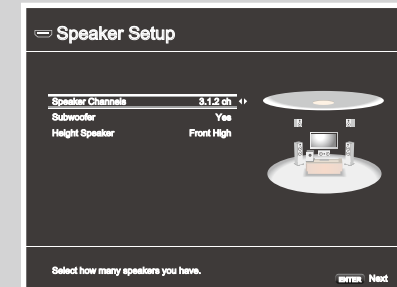 Speaker Setup
Speaker Channels 3.1.2 ch
Subwoofer Yes
Height Speaker Front High
Select how many speakers you have.
ENTER Next